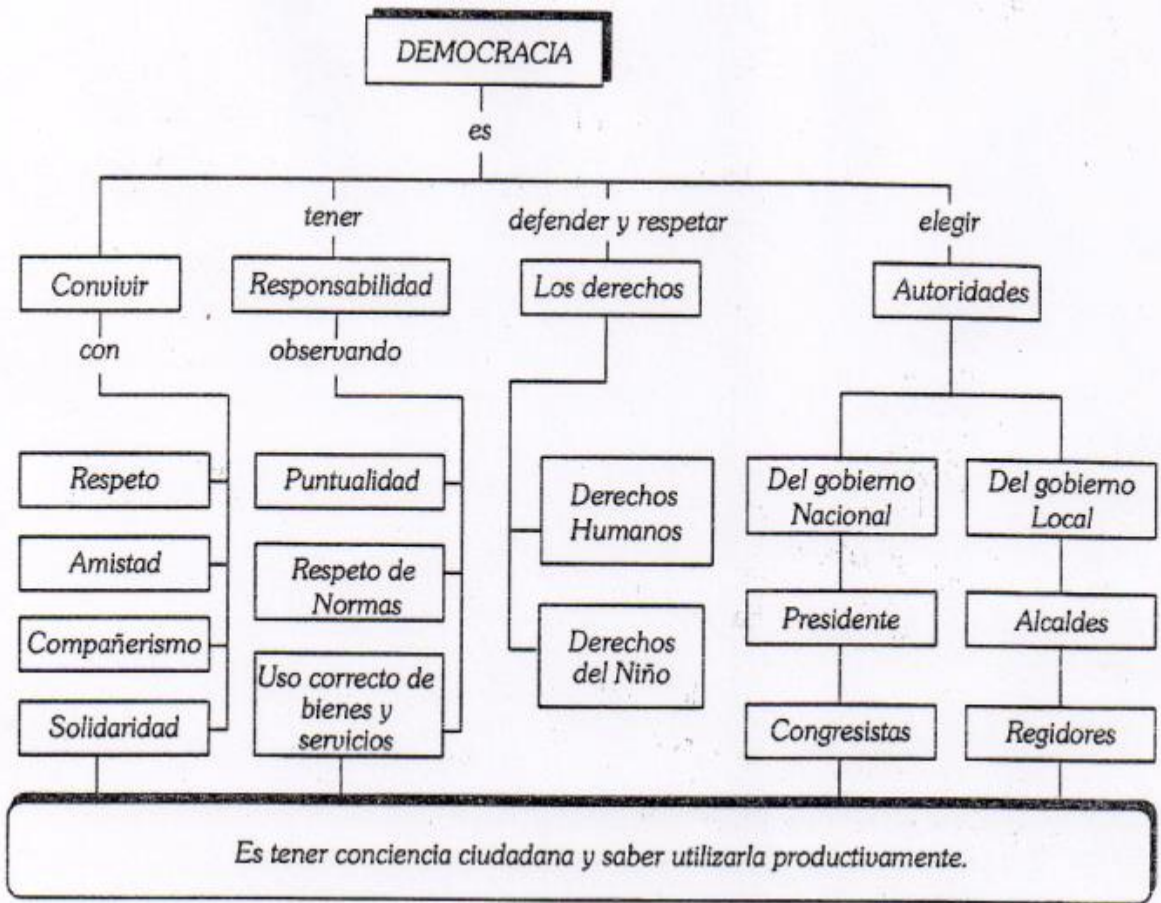 DEMOCRACIA
es
tener
defender y respetar
elegir
Convivir
Responsabilidad
Los derechos
Autoridades
con
observando
Respeto
Amistad
Compañerismo
Solidaridad
Puntualidad
Respeto de
Normas
Uso correcto de
bienes y
servicios
Derechos
Humanos
Derechos
del Niño
Del gobierno
Nacional
Presidente
Congresistas
Del gobierno
Local
Alcaldes
Regidores
Es tener conciencia ciudadana y saber utilizarla productivamente.